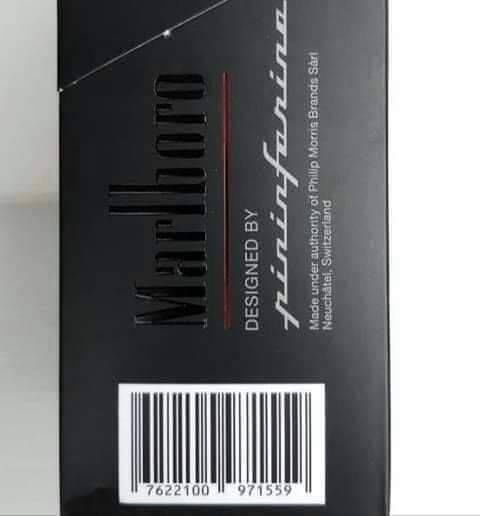 Marlboro
DESIGNED BY
pininfarina
Made under authority of Philip Morris Brands Sàrl
Neuchâtel, Switzerland
7622100 971559